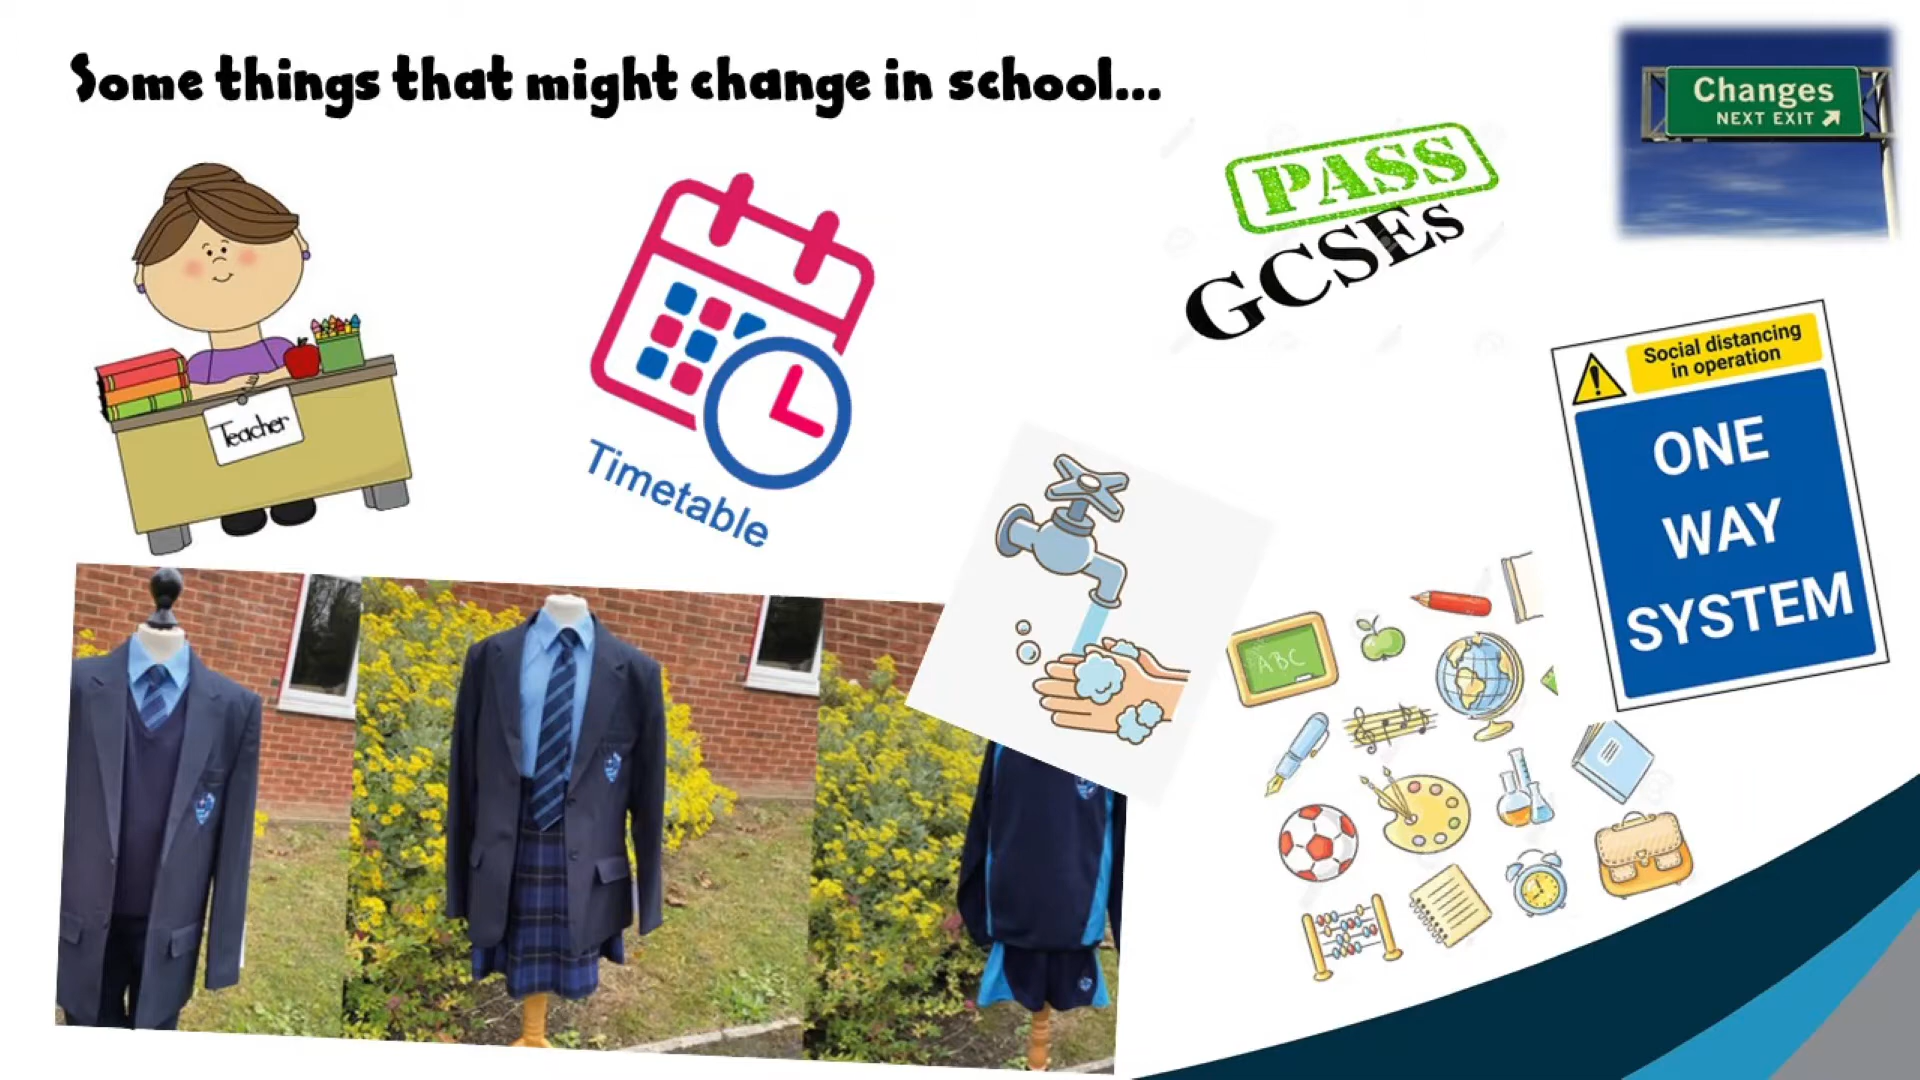 Some things that might change in school...
Changes
NEXT EXIT
PASS
GCSEs
Social distancing
in operation
ONE
WAY
SYSTEM
Teacher
Timetable
ABC